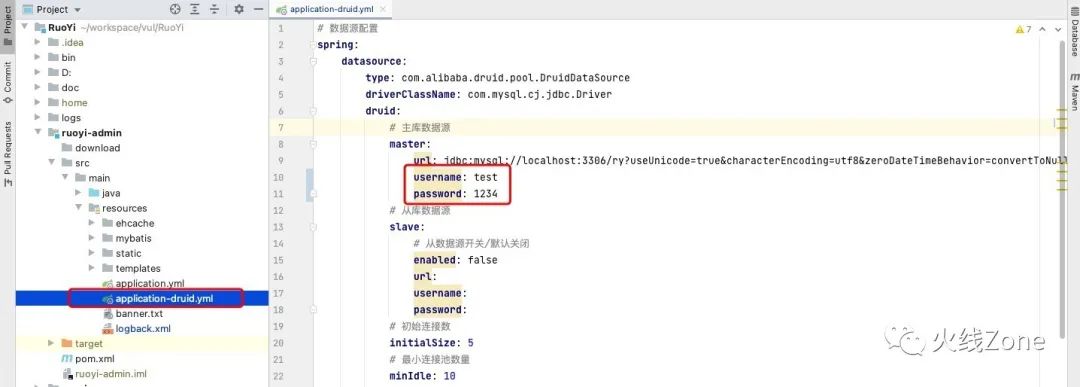 Project
Commit
Pull Requests
Project
RuoYi ~/workspace/vul/RuoYi
.idea
bin
D:
doc
home
logs
ruoyi-admin
download
src
main
java
resources
ehcache
mybatis
static
templates
application.yml
application-druid.yml
banner.txt
logback.xml
target
pom.xml
ruoyi-admin.iml
application-druid.yml
7
1 # 数据源配置
2 spring:
3 datasource:
4 type: com.alibaba.druid.pool.DruidDataSource
5 driverClassName: com.mysql.cj.jdbc.Driver
6 druid:
7 # 主库数据源
8 master:
9 url: jdbc:mysql://localhost:3306/ry?useUnicode=true&characterEncoding=utf8&zeroDateTimeBehavior=convertToNull
10 username: test
11 password: 1234
12 # 从库数据源
13 slave:
14 # 从数据源开关/默认关闭
15 enabled: false
16 url:
17 username:
18 password:
19 # 初始连接数
20 initialSize: 5
21 # 最小连接池数量
22 minIdle: 10
Database
Maven
火线Zone